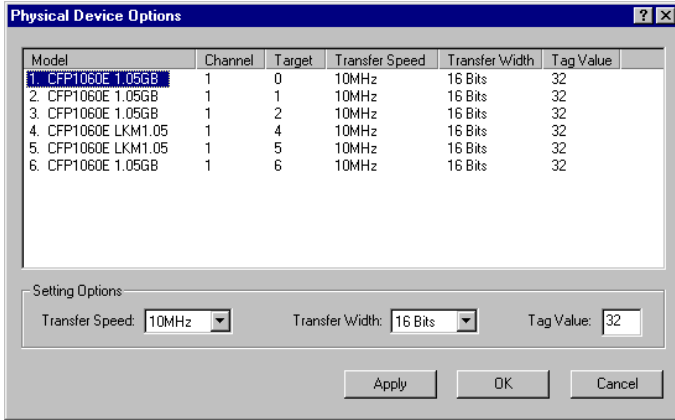 Physical Device Options
Model Channel Target Transfer Speed Transfer Width Tag Value
1. CFP1060E 1.05GB 1 0 10MHz 16 Bits 32
2. CFP1060E 1.05GB 1 1 10MHz 16 Bits 32
3. CFP1060E 1.05GB 1 2 10MHz 16 Bits 32
4. CFP1060E LKM1.05 1 4 10MHz 16 Bits 32
5. CFP1060E LKM1.05 1 5 10MHz 16 Bits 32
6. CFP1060E 1.05GB 1 6 10MHz 16 Bits 32
Setting Options
Transfer Speed: 10MHz Transfer Width: 16 Bits Tag Value: 32
Apply OK Cancel